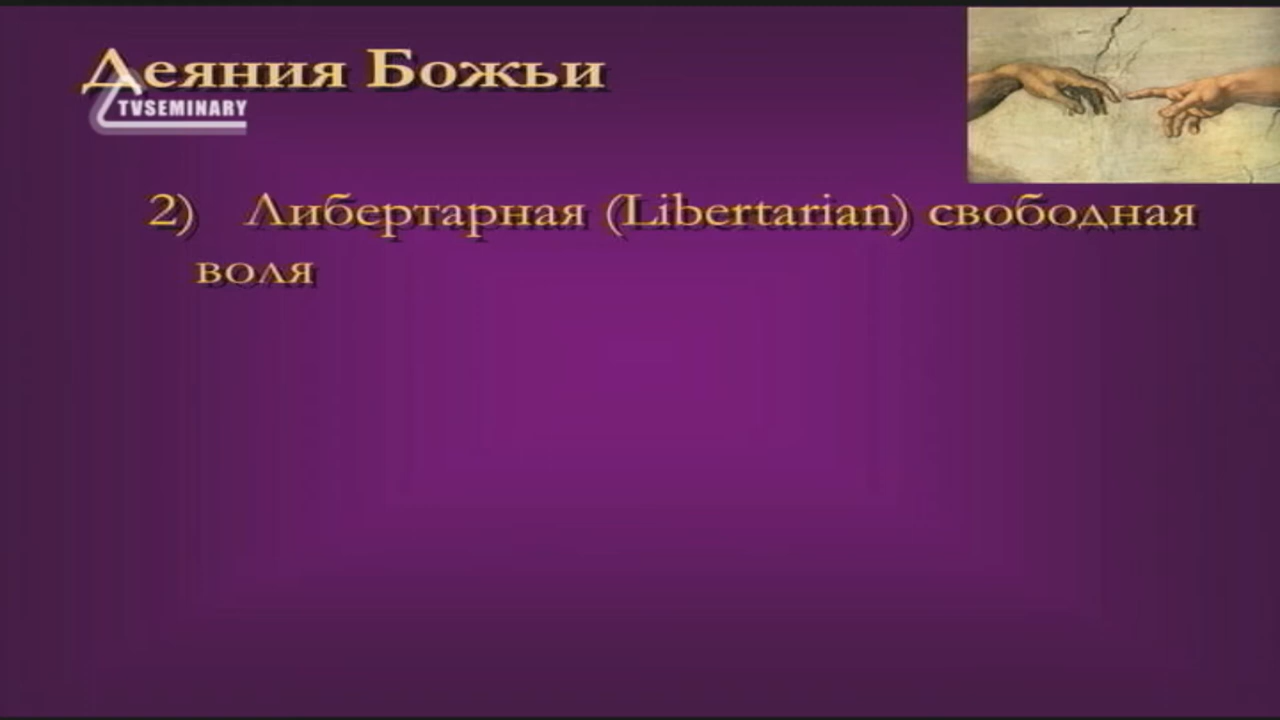 Деяния Божьи
TVSEMINARY
2) Либертарная (Libertarian) свободная
воля